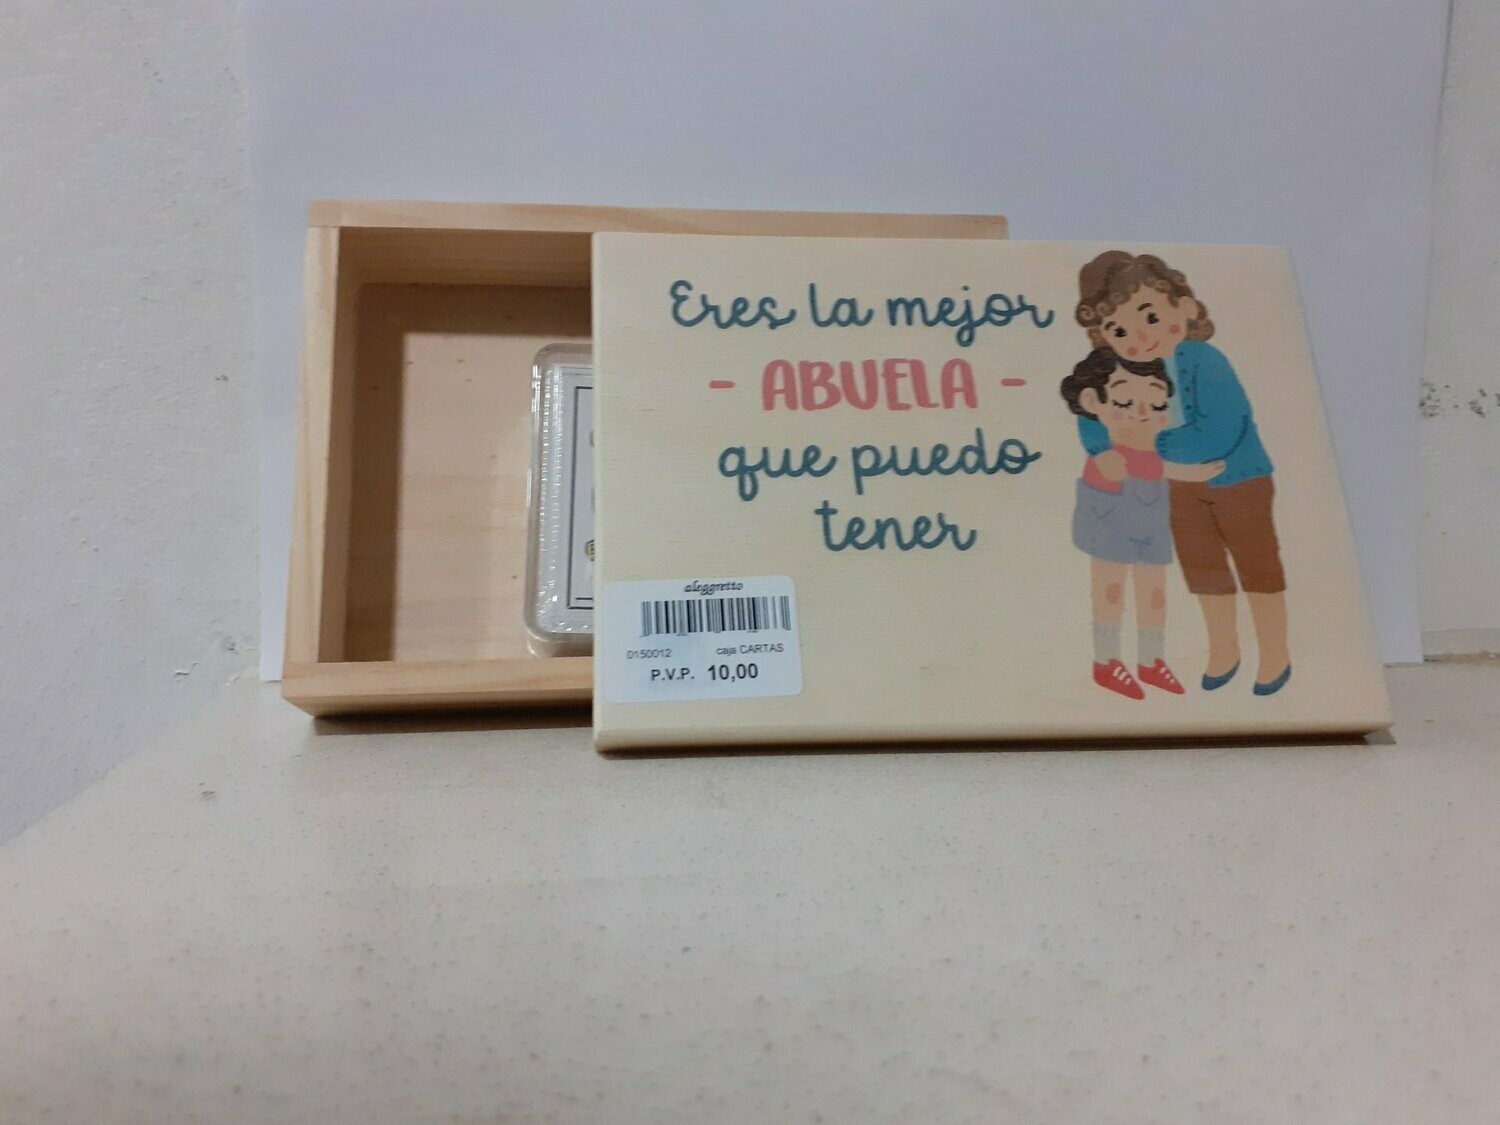 Eres la mejor
- ABUELA -
que puedo
tener
aleggretto
0150012 caja CARTAS
P.V.P. 10,00